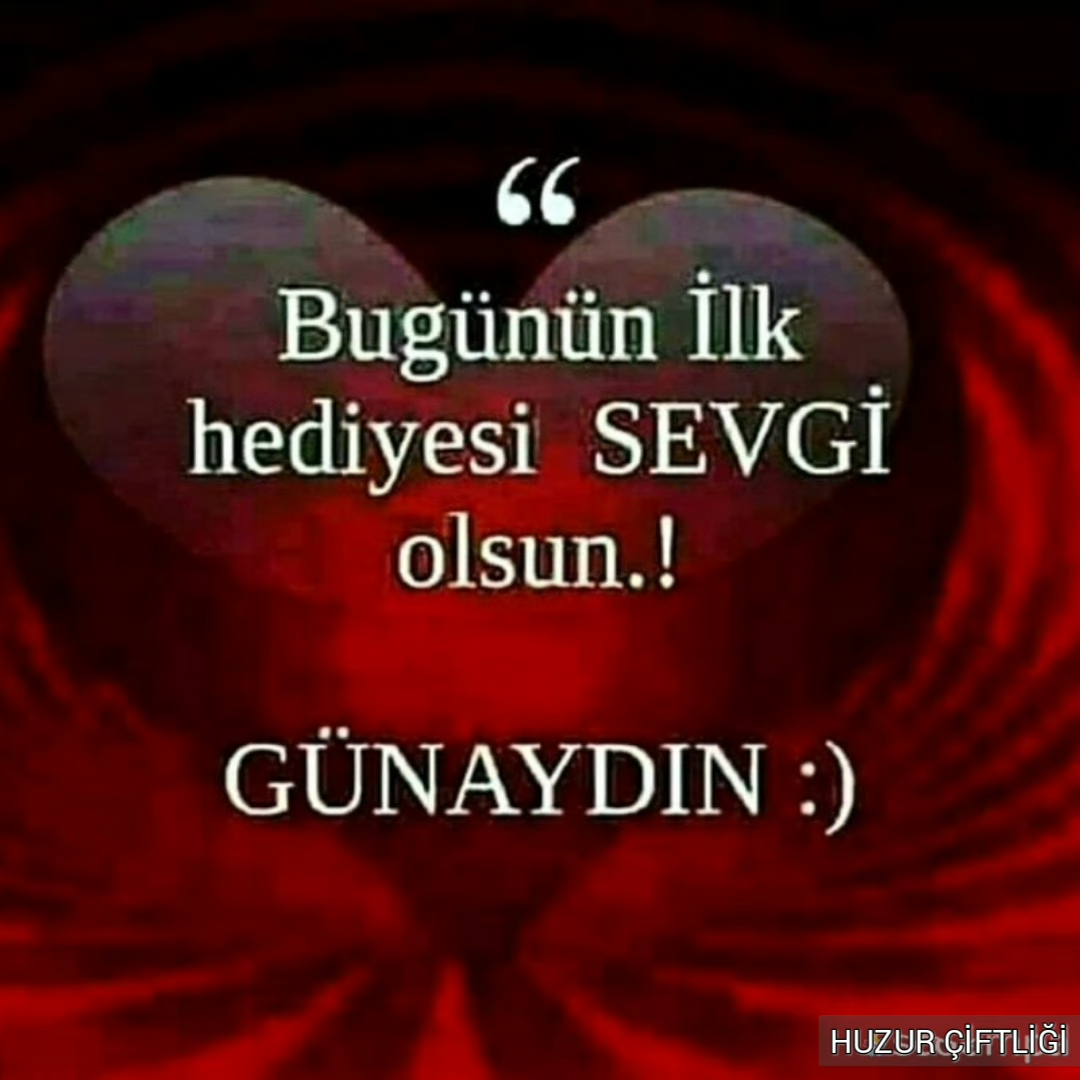 “
Bugünün İlk
hediyesi SEVGİ
olsun.!
GÜNAYDIN :)
HUZUR ÇİFTLİĞİ